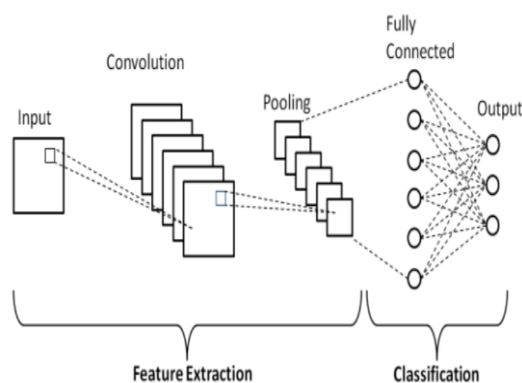 Input
Convolution
Pooling
Fully
Connected
Output
Feature Extraction
Classification